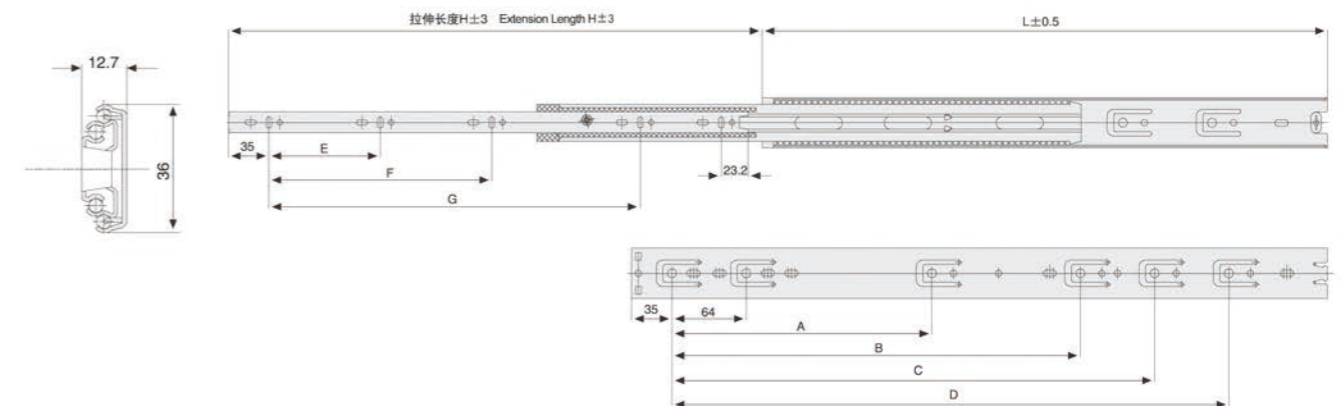 拉伸长度H±3 Extension Length H±3
L±0.5
12.7
36
35
E
F
G
23.2
35
64
A
B
C
D